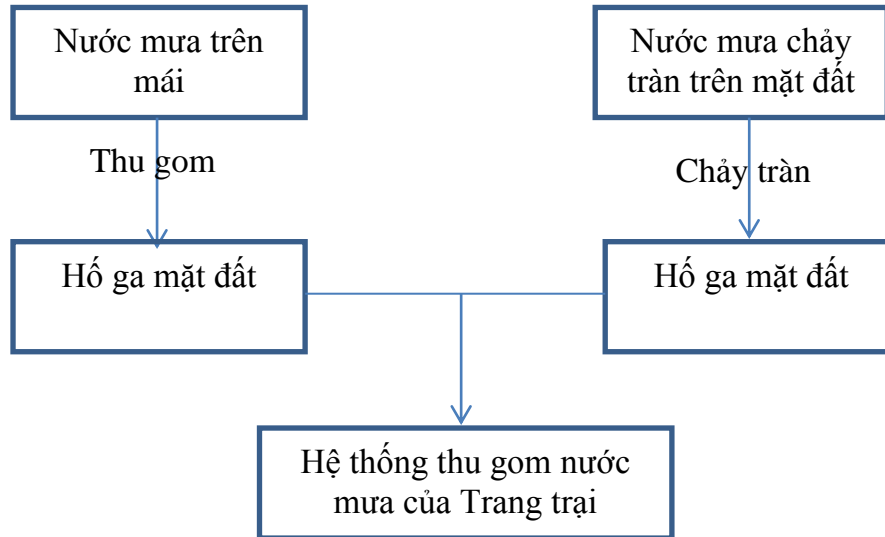 Nước mưa trên
mái
Nước mưa chảy
tràn trên mặt đất
Thu gom
Chảy tràn
Hố ga mặt đất
Hố ga mặt đất
Hệ thống thu gom nước
mưa của Trang trại